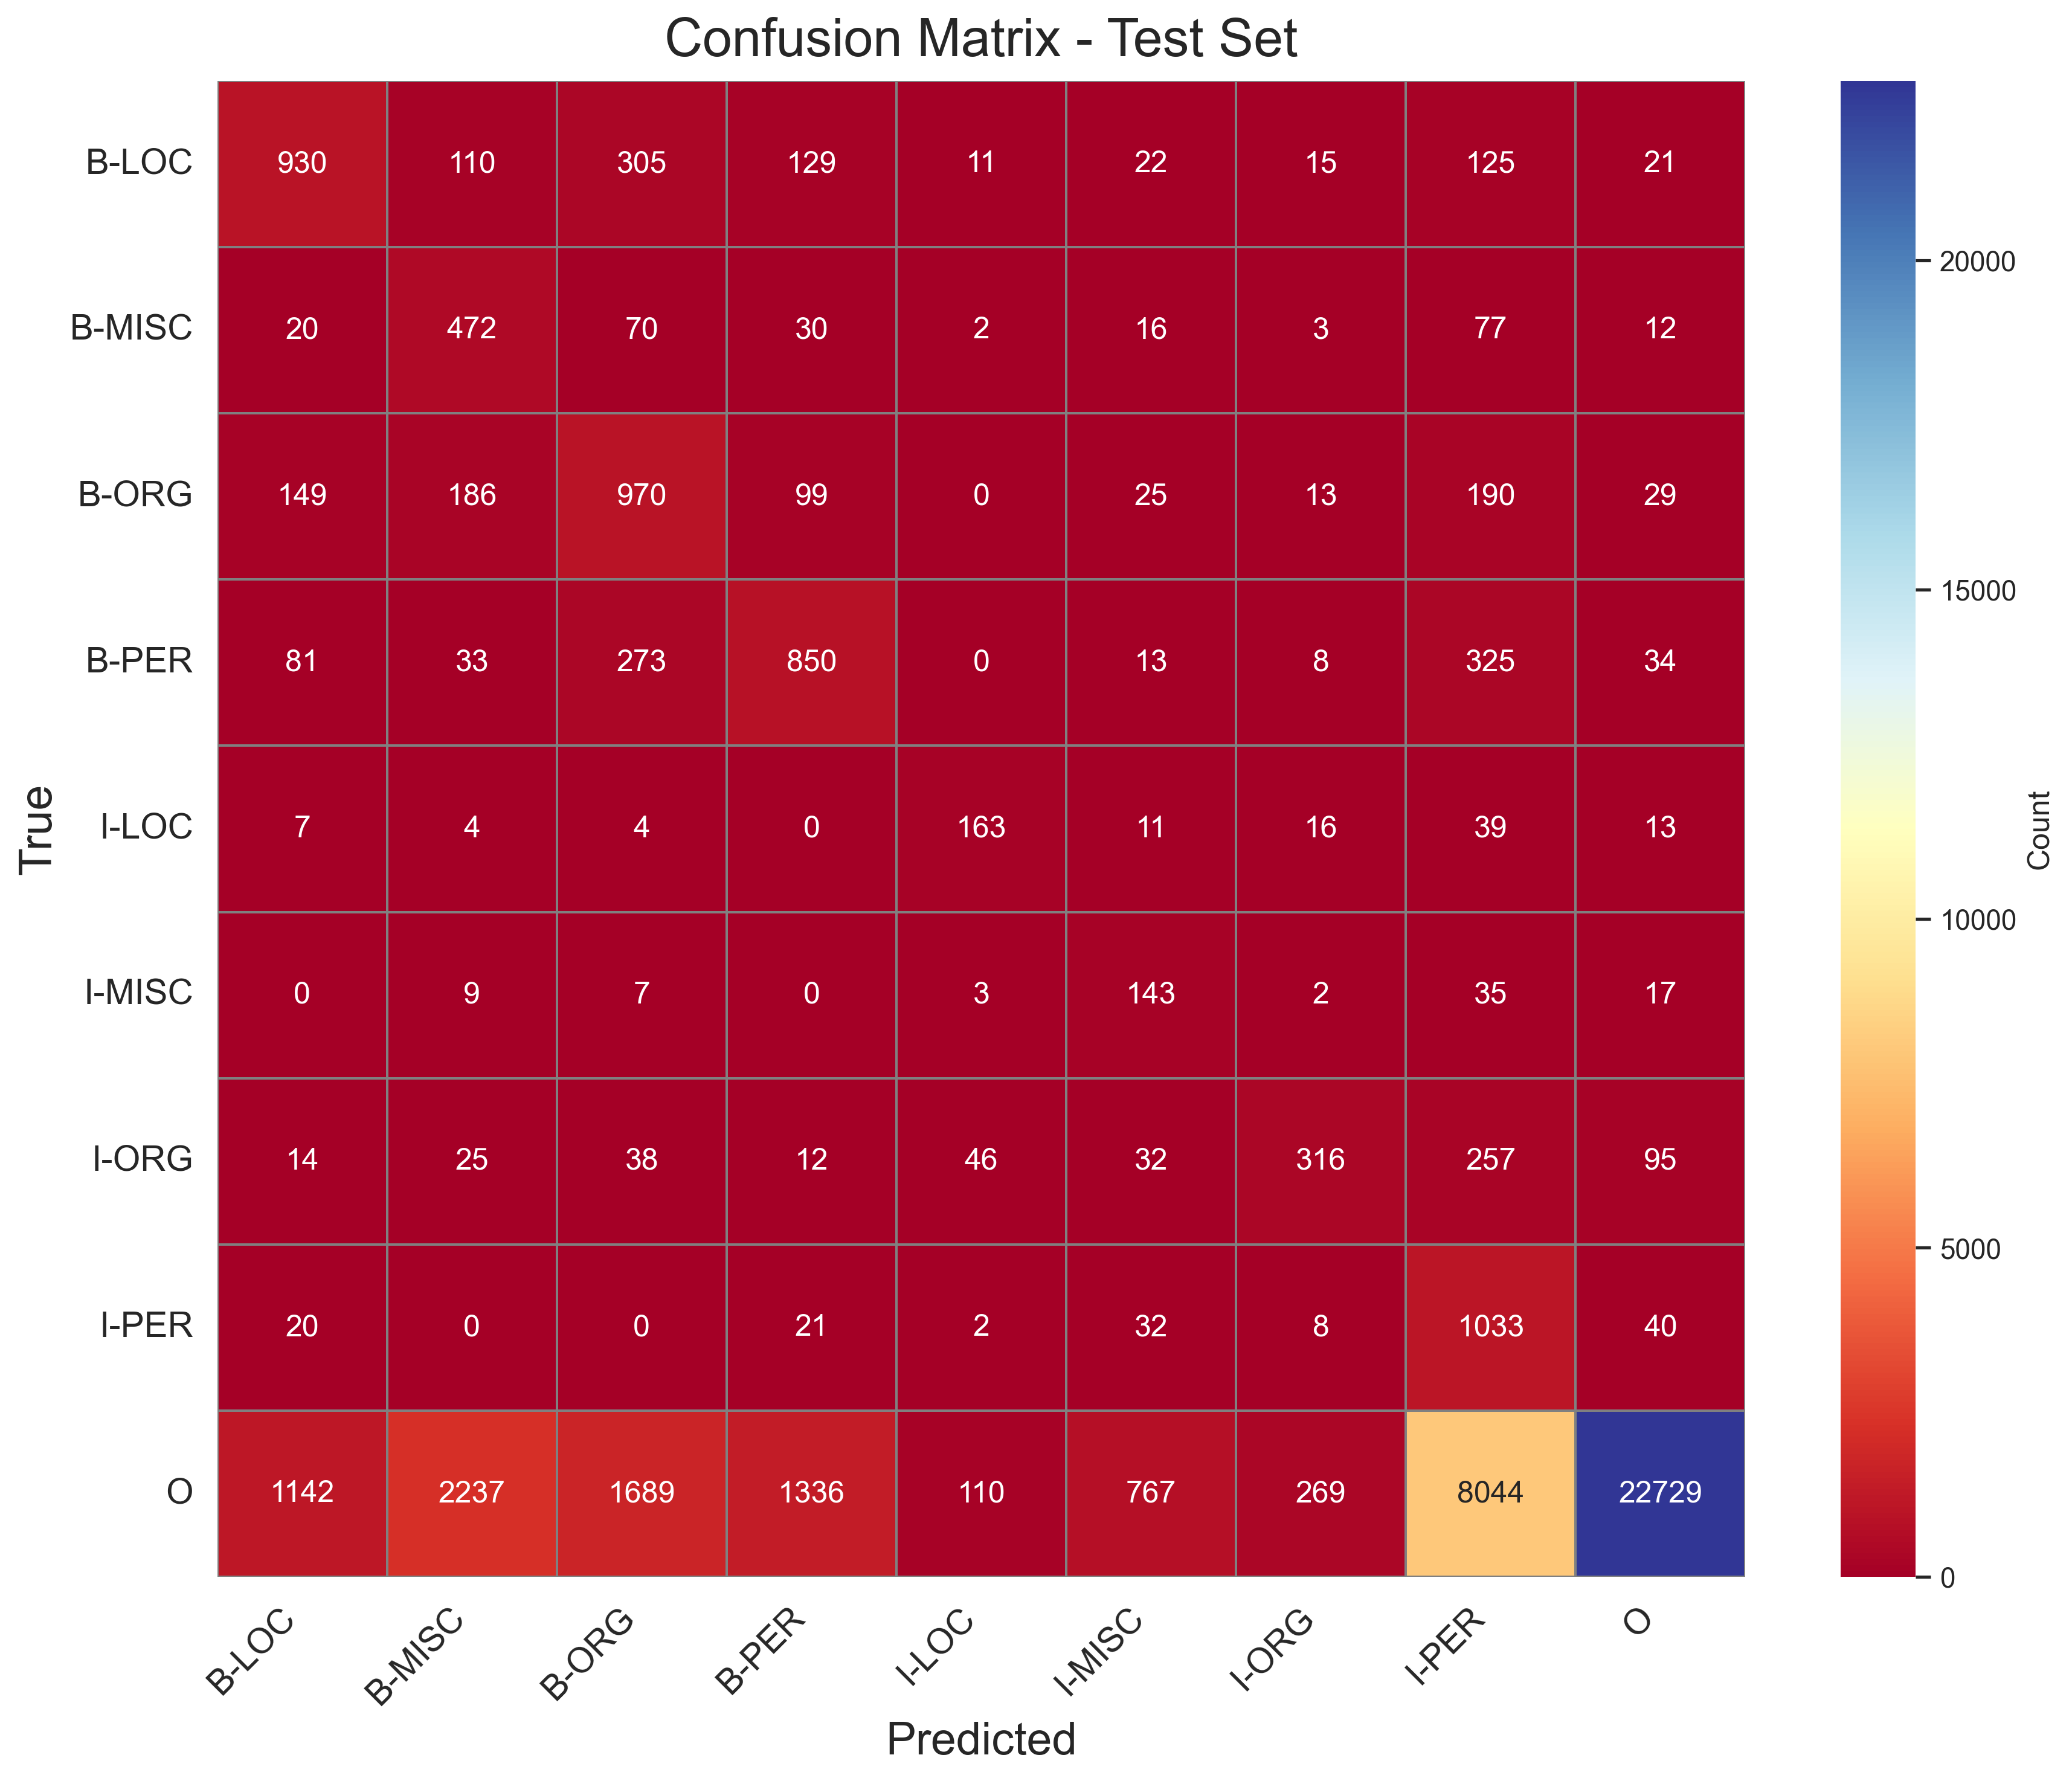 Confusion Matrix - Test Set
B-LOC 930 110 305 129 11 22 15 125 21
B-MISC 20 472 70 30 2 16 3 77 12
B-ORG 149 186 970 99 0 25 13 190 29
B-PER 81 33 273 850 0 13 8 325 34
I-LOC 7 4 4 0 163 11 16 39 13
I-MISC 0 9 7 0 3 143 2 35 17
I-ORG 14 25 38 12 46 32 316 257 95
I-PER 20 0 0 21 2 32 8 1033 40
O 1142 2237 1689 1336 110 767 269 8044 22729
B-LOC B-MISC B-ORG B-PER I-LOC I-MISC I-ORG I-PER O
Predicted
True
20000
15000
10000
5000
0
Count